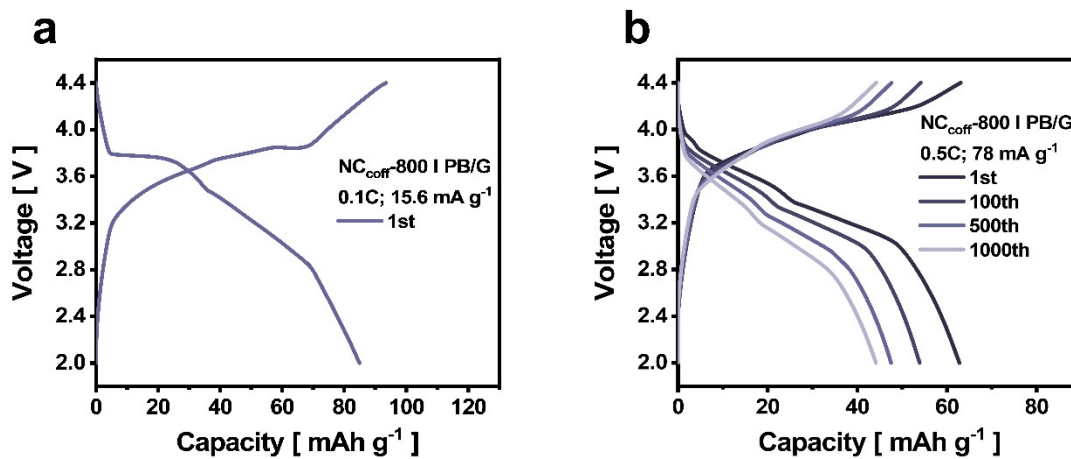 a
4.4
4.0
3.6
3.2
2.8
2.4
2.0
Voltage [ V ]
NCcoff-800 I PB/G
0.1C; 15.6 mA g-1
1st
0 20 40 60 80 100 120
Capacity [ mAh g-1 ]
b
4.4
4.0
3.6
3.2
2.8
2.4
2.0
Voltage [ V ]
NCcoff-800 I PB/G
0.5C; 78 mA g-1
1st
100th
500th
1000th
0 20 40 60 80
Capacity [ mAh g-1 ]